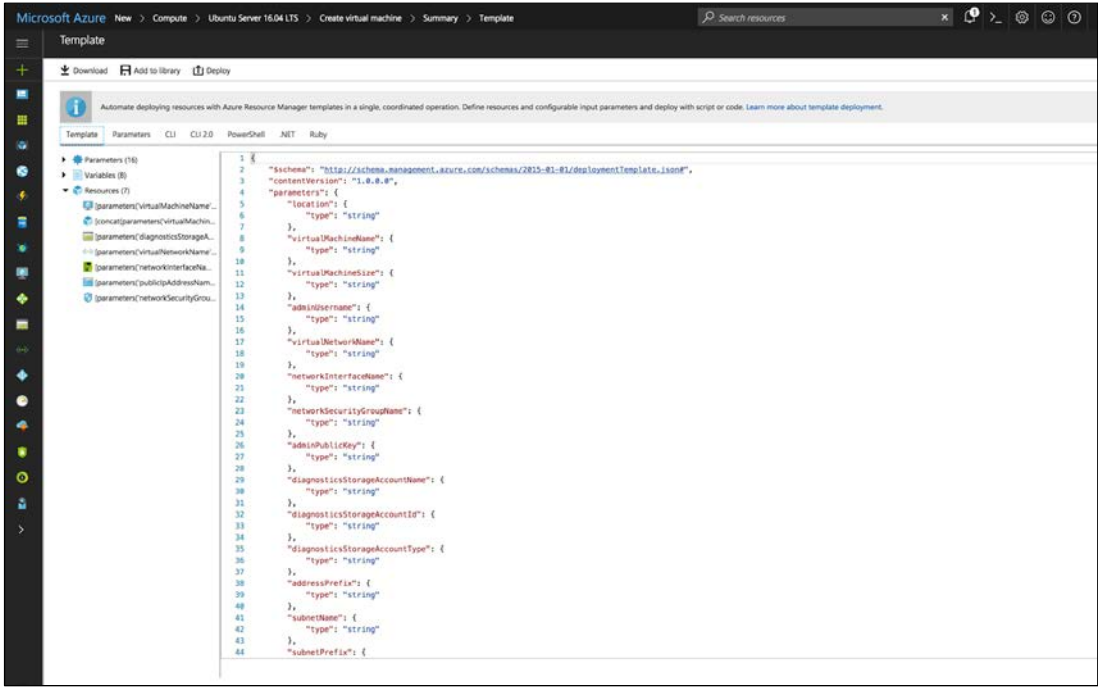 Microsoft Azure New > Compute > Ubuntu Server 16.04 LTS > Create virtual machine > Summary > Template
Search resources
1
Template
Download Add to library Deploy
Automate deploying resources with Azure Resource Manager templates in a single, coordinated operation. Define resources and configurable input parameters and deploy with script or code. Learn more about template deployment.
Template Parameters CLI CLI 2.0 PowerShell .NET Ruby
Parameters (16)
Variables (8)
Resources (7)
[parameters('virtualMachineName'...
[concat(parameters('virtualMachin...
[parameters('diagnosticsStorageA...
[parameters('virtualNetworkName'...
[parameters('networkInterfaceNa...
[parameters('publicIpAddressNam...
[parameters('networkSecurityGrou...
1 {
2 "$schema": "http://schema.management.azure.com/schemas/2015-01-01/deploymentTemplate.json#",
3 "contentVersion": "1.0.0.0",
4 "parameters": {
5 "location": {
6 "type": "string"
7 },
8 "virtualMachineName": {
9 "type": "string"
10 },
11 "virtualMachineSize": {
12 "type": "string"
13 },
14 "adminUsername": {
15 "type": "string"
16 },
17 "virtualNetworkName": {
18 "type": "string"
19 },
20 "networkInterfaceName": {
21 "type": "string"
22 },
23 "networkSecurityGroupName": {
24 "type": "string"
25 },
26 "adminPublicKey": {
27 "type": "string"
28 },
29 "diagnosticsStorageAccountName": {
30 "type": "string"
31 },
32 "diagnosticsStorageAccountId": {
33 "type": "string"
34 },
35 "diagnosticsStorageAccountType": {
36 "type": "string"
37 },
38 "addressPrefix": {
39 "type": "string"
40 },
41 "subnetName": {
42 "type": "string"
43 },
44 "subnetPrefix": {